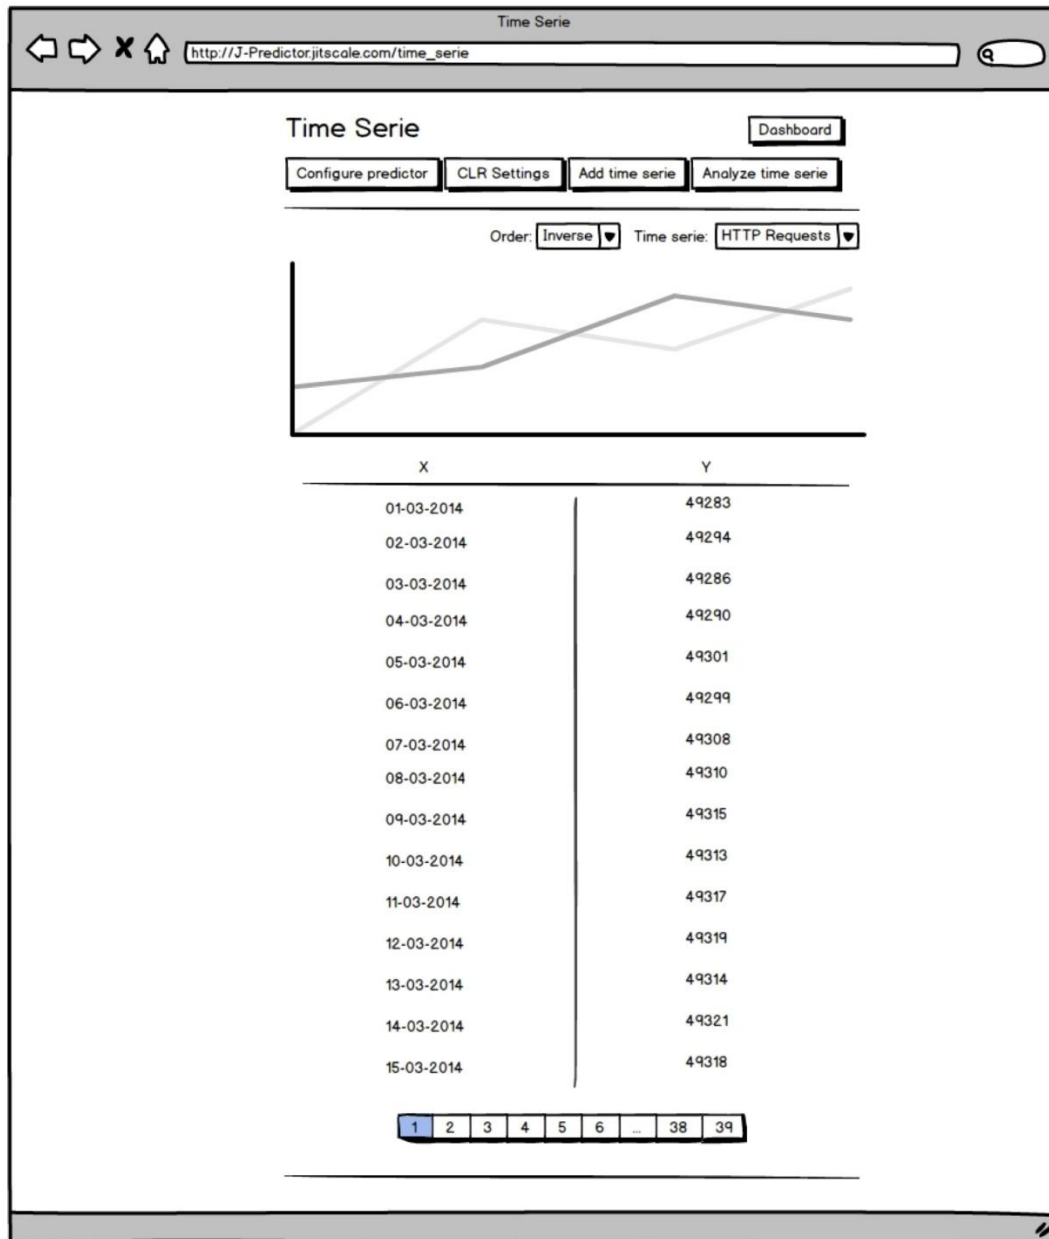 Time Serie
http://J-Predictor.jitscale.com/time_serie
Time Serie
Dashboard
Configure predictor CLR Settings Add time serie Analyze time serie
Order: Inverse Time serie: HTTP Requests
X Y
01-03-2014 49283
02-03-2014 49294
03-03-2014 49286
04-03-2014 49290
05-03-2014 49301
06-03-2014 49299
07-03-2014 49308
08-03-2014 49310
09-03-2014 49315
10-03-2014 49313
11-03-2014 49317
12-03-2014 49319
13-03-2014 49314
14-03-2014 49321
15-03-2014 49318
1 2 3 4 5 6 ... 38 39